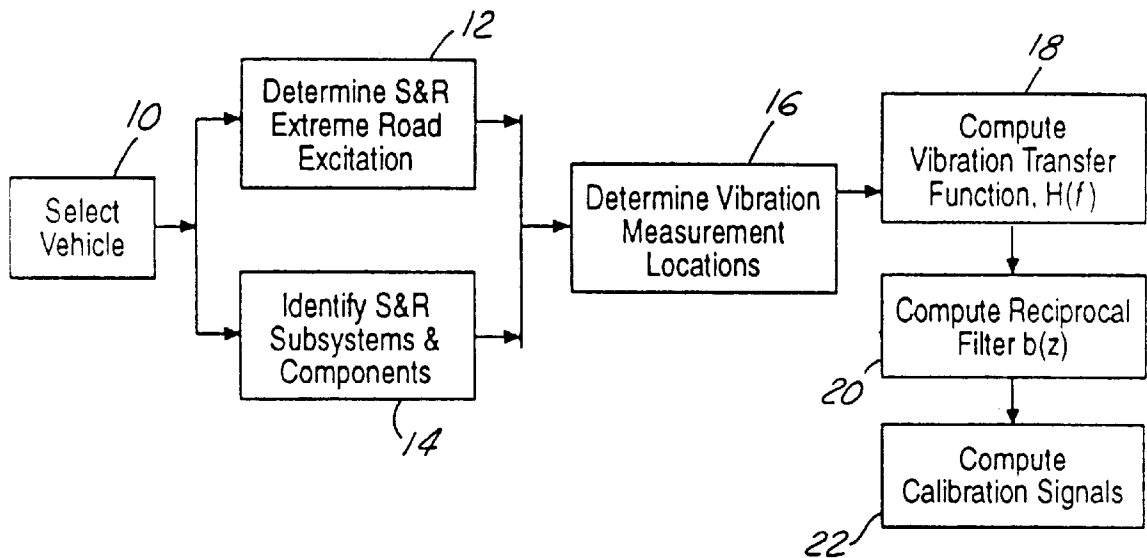 10
Select
Vehicle
12
Determine S&R
Extreme Road
Excitation
Identify S&R
Subsystems &
Components
14
16
Determine Vibration
Measurement
Locations
18
Compute
Vibration Transfer
Function, H(f)
Compute Reciprocal
Filter b(z)
20
Compute
Calibration Signals
22